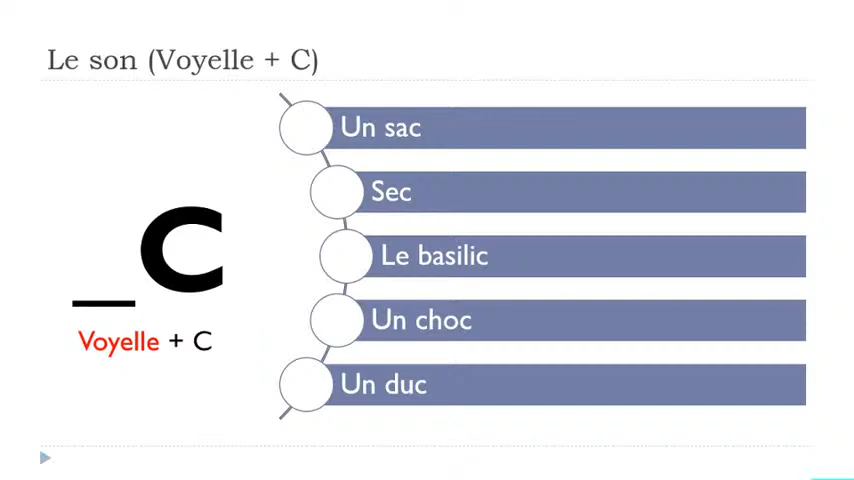 Le son (Voyelle + C)
Un sac
Sec
_C
Le basilic
Voyelle + C
Un choc
Un duc